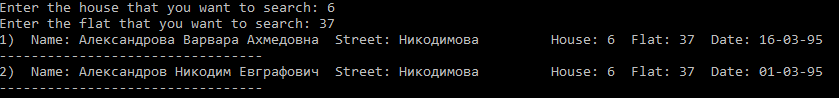 Enter the house that you want to search: 6
Enter the flat that you want to search: 37
1)  Name: Александрова Варвара Ахмедовна  Street: Никодимова         House: 6  Flat: 37  Date: 16-03-95
---------------------------------
2)  Name: Александров Никодим Евграфович  Street: Никодимова         House: 6  Flat: 37  Date: 01-03-95
---------------------------------